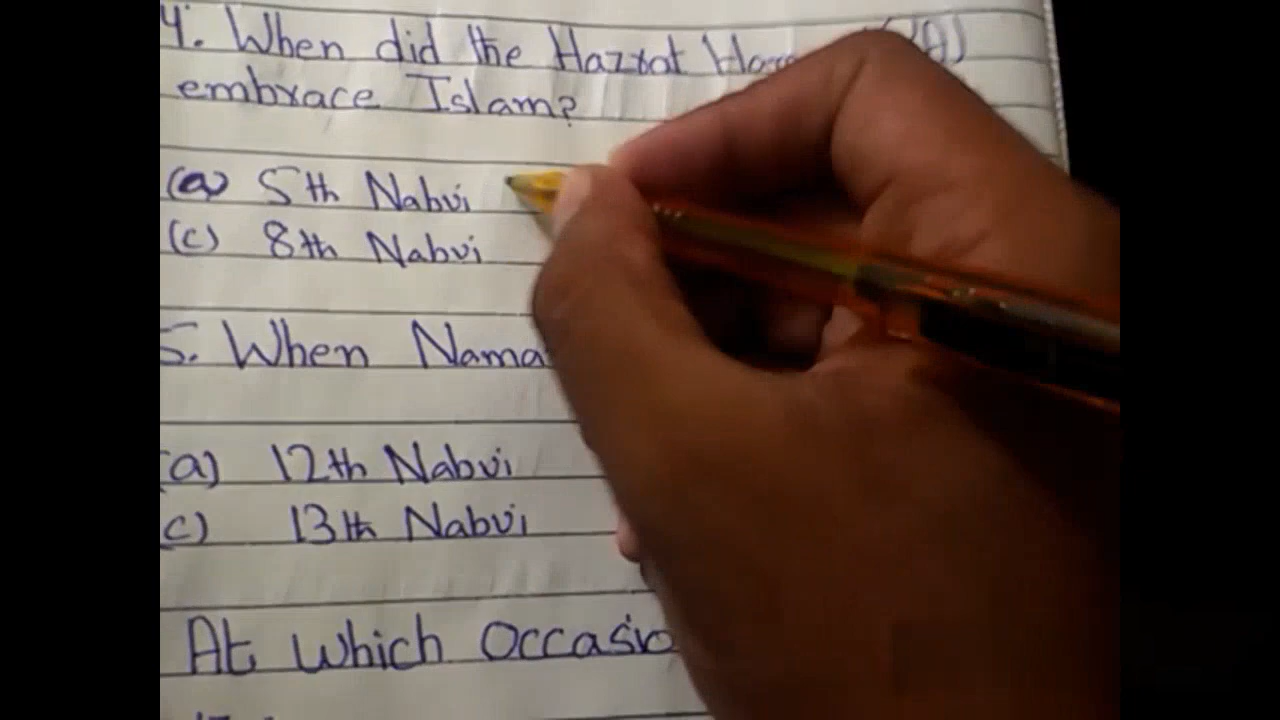 4. When did the Hazrat (RA)
embrace Islam?
(a) 5th Nabvi
(c) 8th Nabvi
5. When
(a) 12th Nabvi
(c) 13th Nabvi
At which